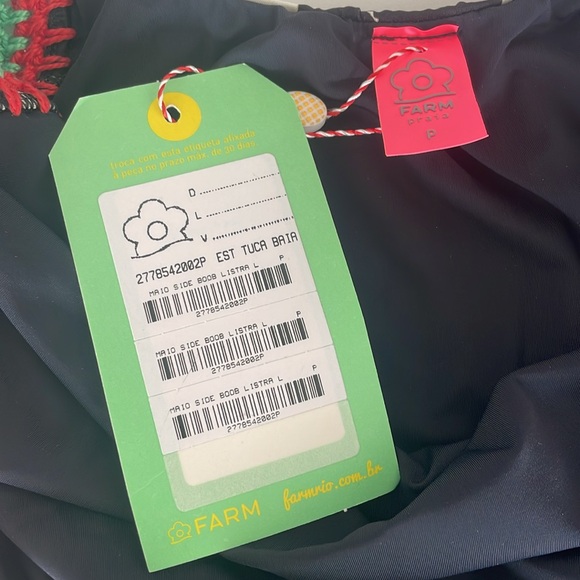 FARM
praia
P
troca com esta etiqueta afixada
à peça no prazo máx. de 30 dias.
D
L
V
2778542002P EST TUCA BAIA
MAIO SIDE BOOB LISTRA L P
2778542002P
MAIO SIDE BOOB LISTRA L P
2778542002P
MAIO SIDE BOOB LISTRA L P
2778542002P
FARM farmrio.com.br